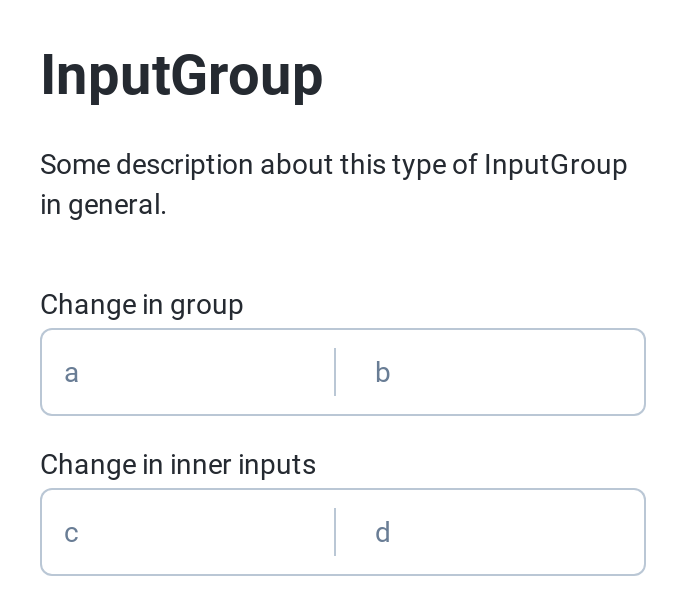 InputGroup
Some description about this type of InputGroup
in general.
Change in group
a b
Change in inner inputs
c d